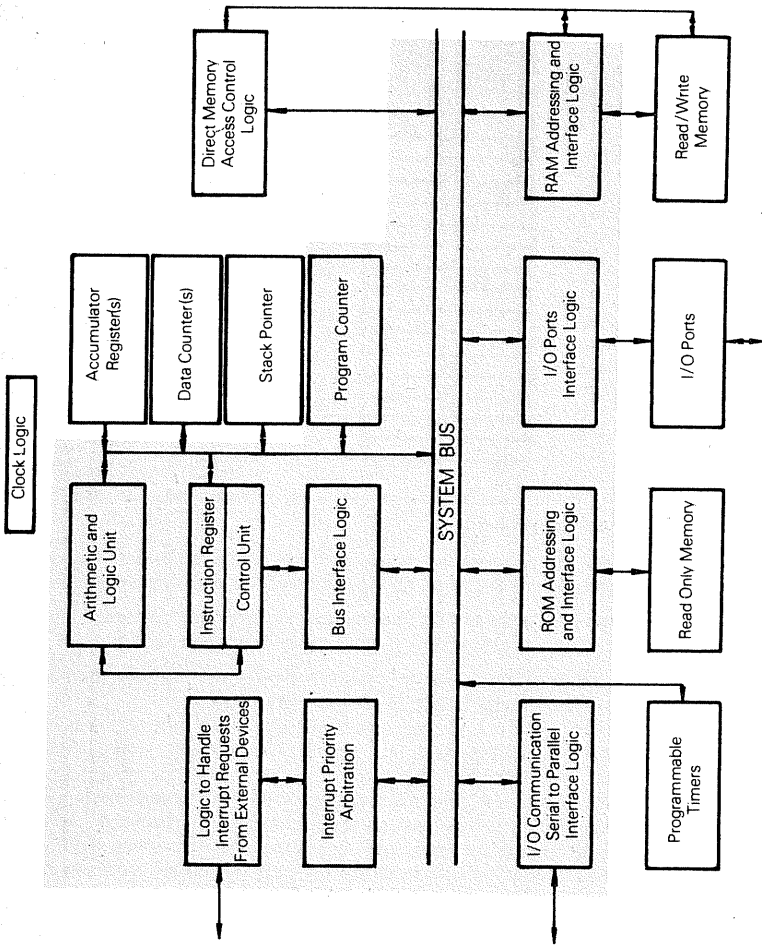 Clock Logic
Logic to Handle
Interrupt Requests
From External Devices
Interrupt Priority
Arbitration
Arithmetic and
Logic Unit
Instruction Register
Control Unit
Bus Interface Logic
Accumulator
Register(s)
Data Counter(s)
Stack Pointer
Program Counter
Direct Memory
Access Control
Logic
SYSTEM BUS
I/O Communication
Serial to Parallel
Interface Logic
Programmable
Timers
ROM Addressing
and Interface Logic
Read Only Memory
I/O Ports
Interface Logic
I/O Ports
RAM Addressing and
Interface Logic
Read/Write
Memory